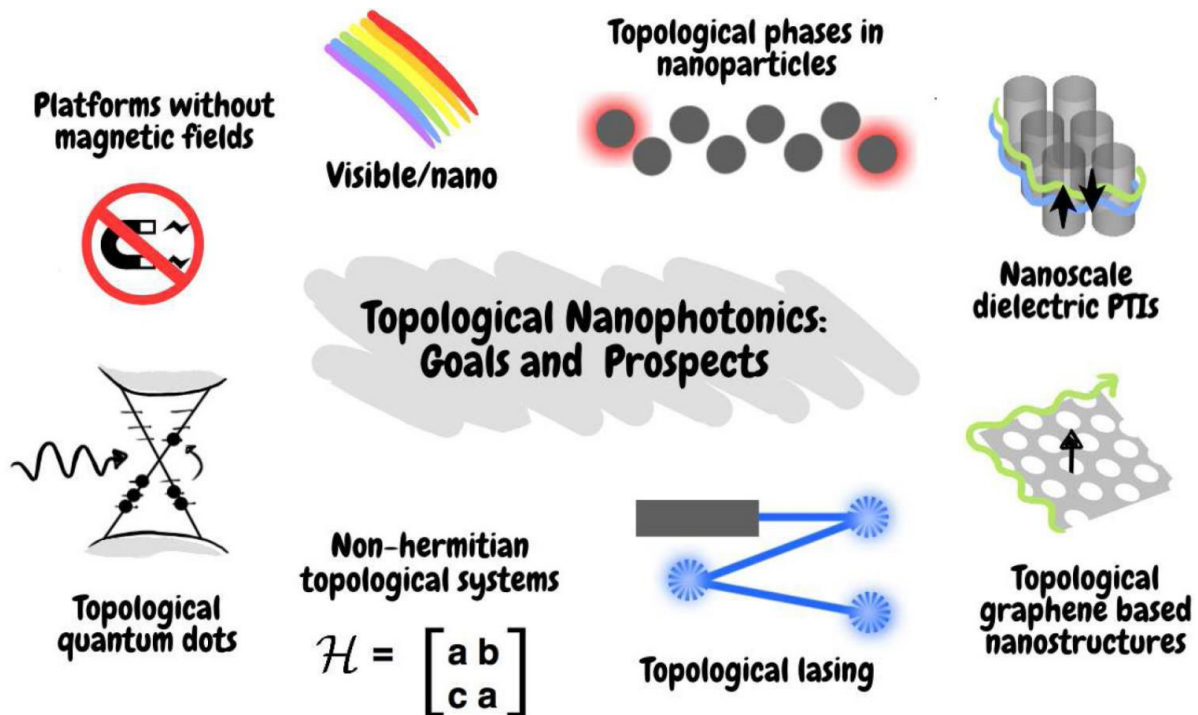 Topological phases in
nanoparticles
Platforms without
magnetic fields
Visible/nano
Nanoscale
dielectric PTIs
Topological Nanophotonics:
Goals and Prospects
Topological
quantum dots
Non-hermitian
topological systems
ℋ = [a b
c a]
Topological lasing
Topological
graphene based
nanostructures